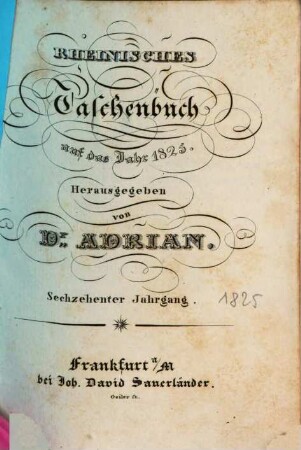 RHEINISCHES
Taschenbuch
auf das Jahr 1825.
Herausgegeben
von
Dr. ADRIAN.
Sechzehenter Jahrgang.
1825
Frankfurt a/M
bei Joh. David Sauerländer.